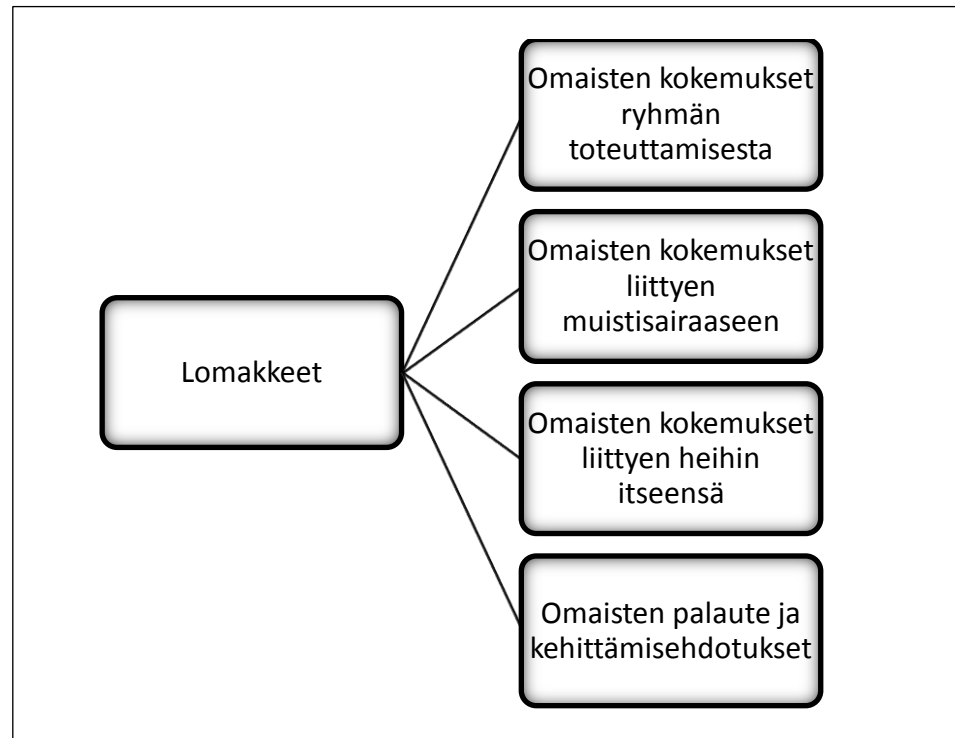 Omaisten kokemukset
ryhmän
toteuttamisesta
Omaisten kokemukset
liittyen
muistisairaaseen
Lomakkeet
Omaisten kokemukset
liittyen heihin
itseensä
Omaisten palaute ja
kehittämisehdotukset